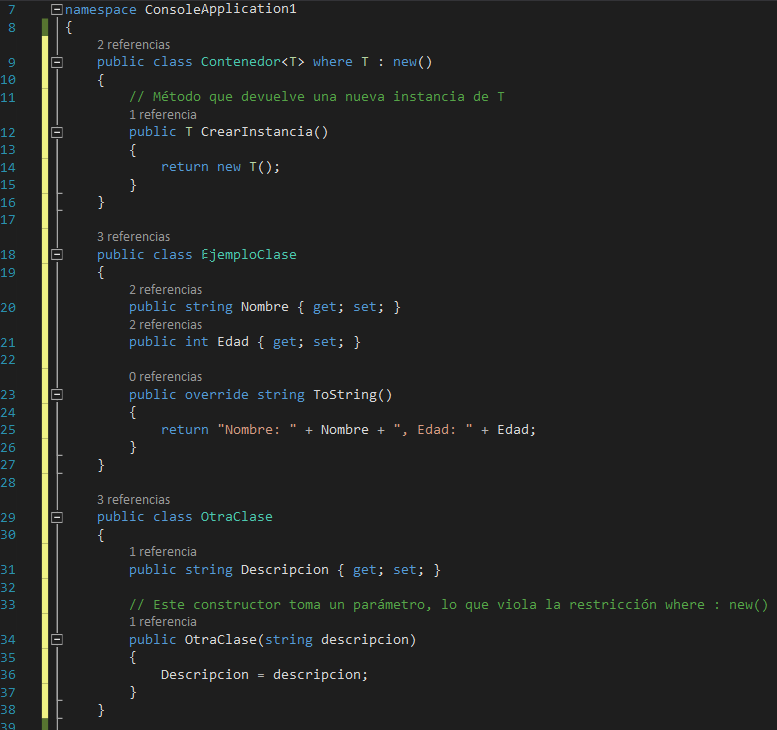 7 namespace ConsoleApplication1
8 {
2 referencias
9 public class Contenedor<T> where T : new()
10 {
11 // Método que devuelve una nueva instancia de T
1 referencia
12 public T CrearInstancia()
13 {
14 return new T();
15 }
16 }
17
3 referencias
18 public class EjemploClase
19 {
2 referencias
20 public string Nombre { get; set; }
2 referencias
21 public int Edad { get; set; }
22
0 referencias
23 public override string ToString()
24 {
25 return "Nombre: " + Nombre + ", Edad: " + Edad;
26 }
27 }
28
3 referencias
29 public class OtraClase
30 {
1 referencia
31 public string Descripcion { get; set; }
32
33 // Este constructor toma un parámetro, lo que viola la restricción where : new()
1 referencia
34 public OtraClase(string descripcion)
35 {
36 Descripcion = descripcion;
37 }
38 }
39